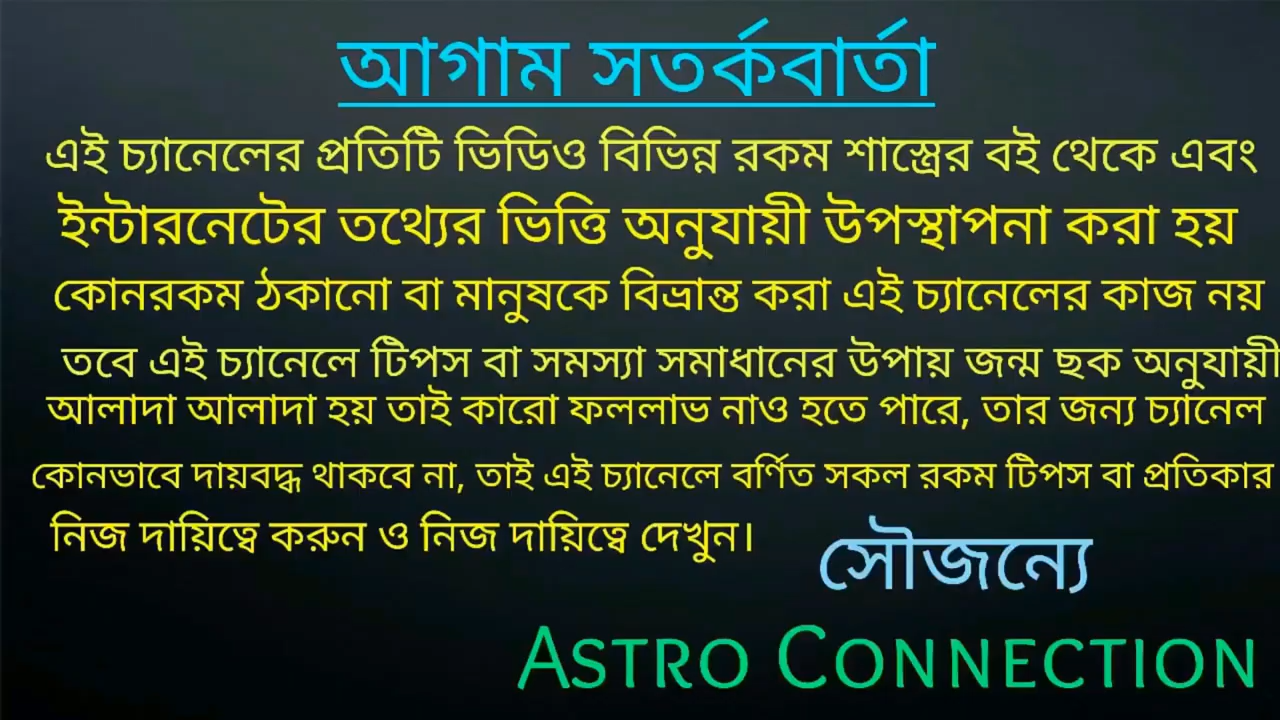 আগাম সতর্কবার্তা
এই চ্যানেলের প্রতিটি ভিডিও বিভিন্ন রকম শাস্ত্রের বই থেকে এবং
ইন্টারনেটের তথ্যের ভিত্তি অনুযায়ী উপস্থাপনা করা হয়
কোনরকম ঠকানো বা মানুষকে বিভ্রান্ত করা এই চ্যানেলের কাজ নয়
তবে এই চ্যানেলে টিপস বা সমস্যা সমাধানের উপায় জন্ম ছক অনুযায়ী
আলাদা আলাদা হয় তাই কারো ফললাভ নাও হতে পারে, তার জন্য চ্যানেল
কোনভাবে দায়বদ্ধ থাকবে না, তাই এই চ্যানেলে বর্ণিত সকল রকম টিপস বা প্রতিকার
নিজ দায়িত্বে করুন ও নিজ দায়িত্বে দেখুন।
সৌজন্যে
ASTRO CONNECTION